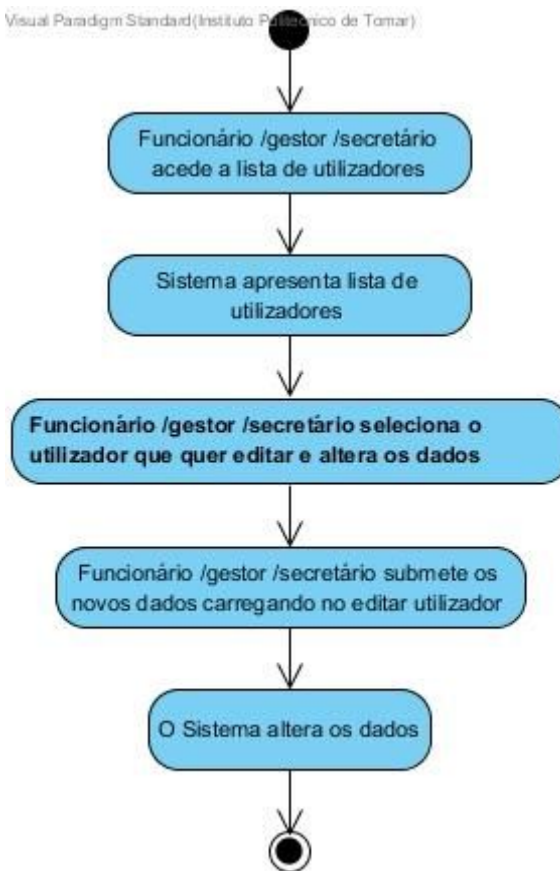 Visual Paradigm Standard(Instituto Politécnico de Tomar)
Funcionário /gestor /secretário
acede a lista de utilizadores
Sistema apresenta lista de
utilizadores
Funcionário /gestor /secretário seleciona o
utilizador que quer editar e altera os dados
Funcionário /gestor /secretário submete os
novos dados carregando no editar utilizador
O Sistema altera os dados